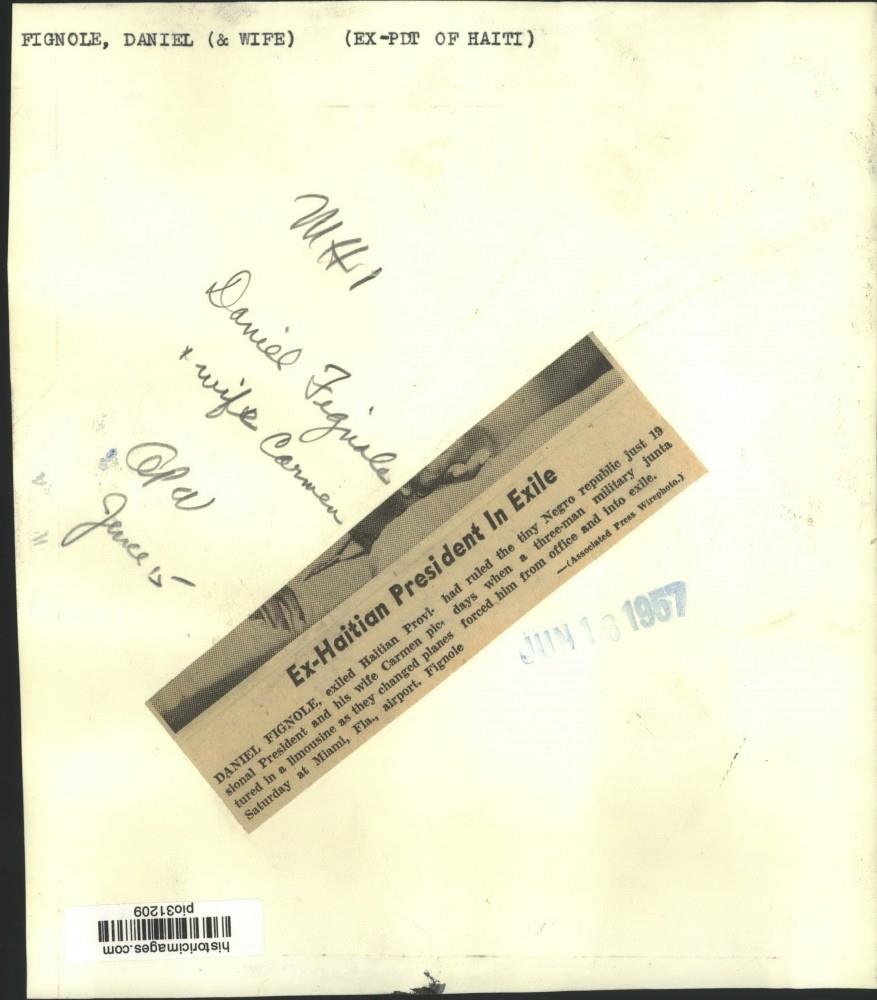 FIGNOLE, DANIEL (& WIFE) (EX-PDT OF HAITI)
MH1
Daniel Fignole
+ wife Carmen
June 15
Ex-Haitian President In Exile
DANIEL FIGNOLE, exiled Haitian Provi-
sional President and his wife Carmen pic-
tured in a limousine as they changed planes
Saturday at Miami, Fla., airport. Fignole
had ruled the tiny Negro republic just 19
days when a three-man military junta
forced him from office and into exile.
—(Associated Press Wirephoto.)
JUN 16 1957
historicimages.com
pio31209